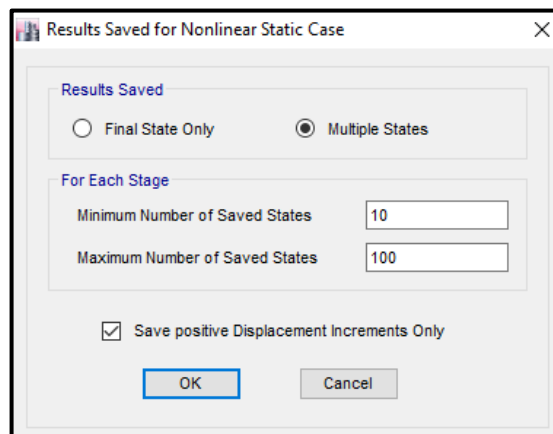 Results Saved for Nonlinear Static Case
Results Saved
Final State Only Multiple States
For Each Stage
Minimum Number of Saved States 10
Maximum Number of Saved States 100
Save positive Displacement Increments Only
OK Cancel